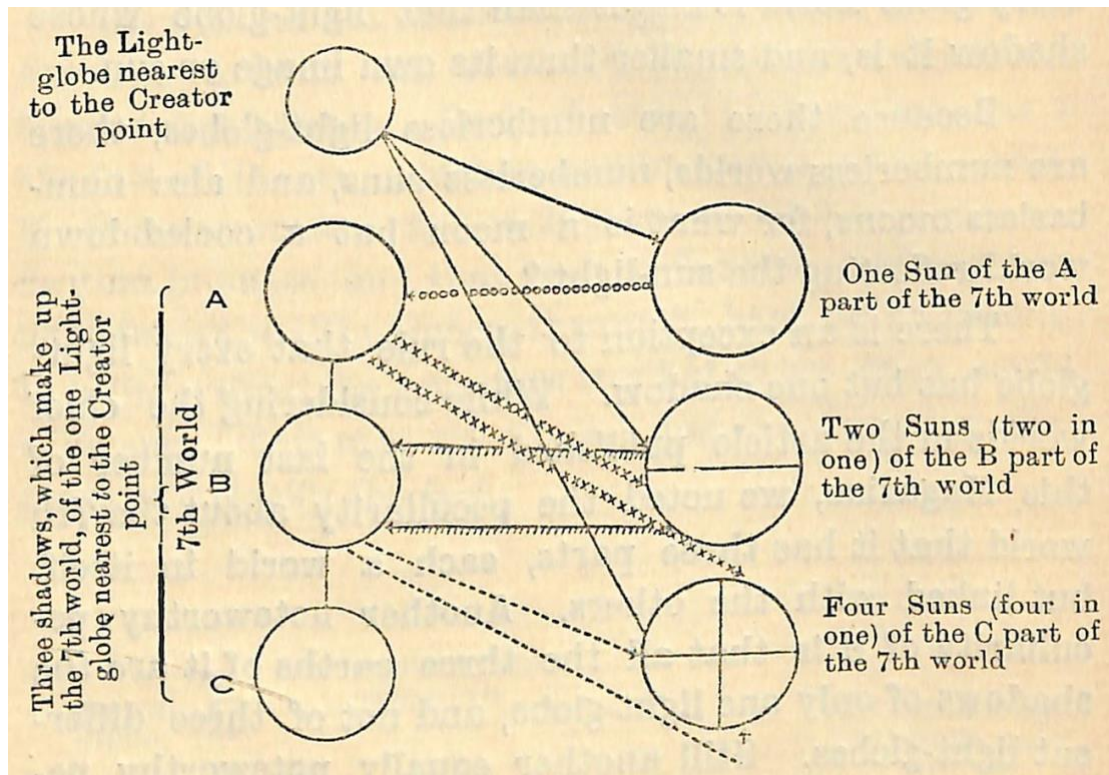 The Light-
globe nearest
to the Creator
point
One Sun of the A
part of the 7th world
Two Suns (two in
one) of the B part of
the 7th world
Four Suns (four in
one) of the C part of
the 7th world
A
B
C
7th World
Three shadows, which make up
the 7th world, of the one Light-
globe nearest to the Creator
point